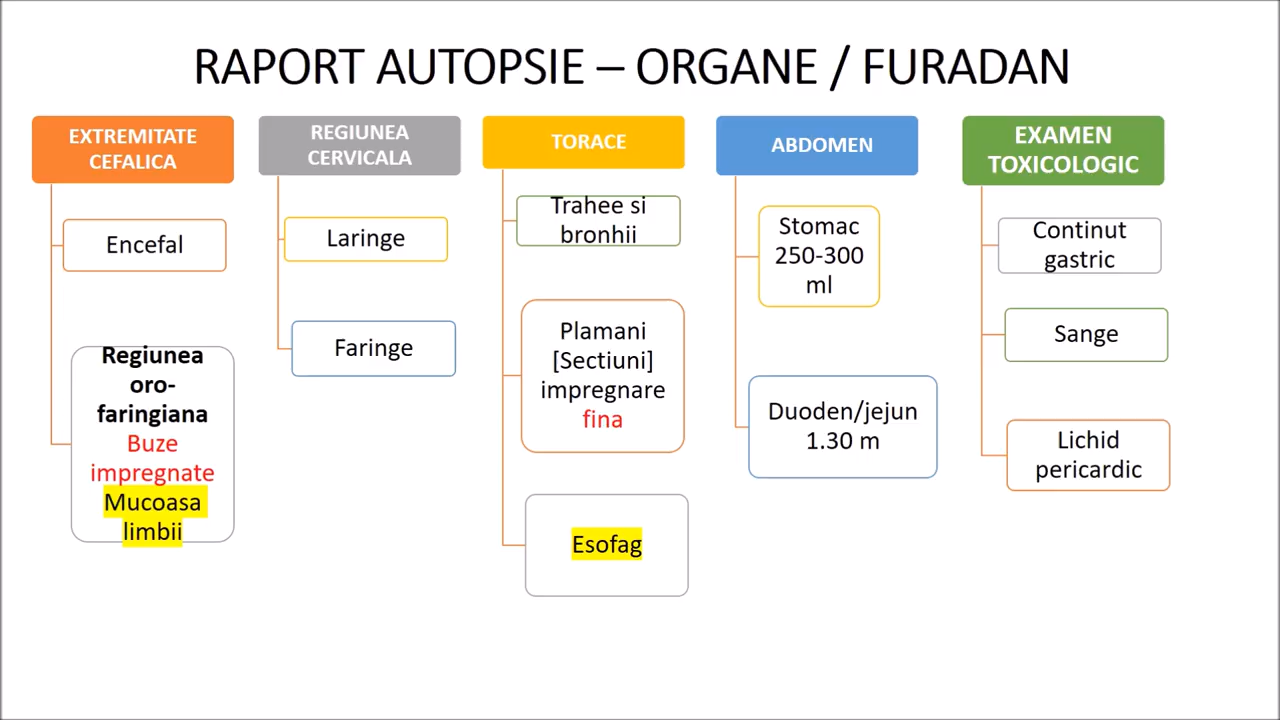 RAPORT AUTOPSIE – ORGANE / FURADAN
EXTREMITATE
CEFALICA
Encefal
Regiunea
oro-
faringiana
Buze
impregnate
Mucoasa
limbii
REGIUNEA
CERVICALA
Laringe
Faringe
TORACE
Trahee si
bronhii
Plamani
[Sectiuni]
impregnare
fina
Esofag
ABDOMEN
Stomac
250-300
ml
Duoden/jejun
1.30 m
EXAMEN
TOXICOLOGIC
Continut
gastric
Sange
Lichid
pericardic